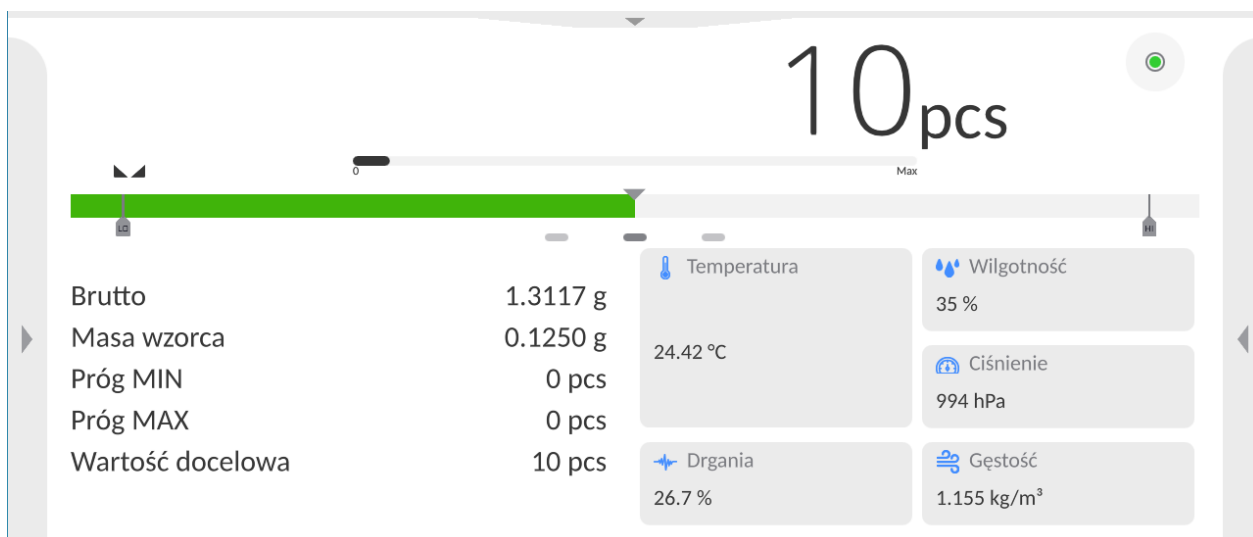 10 pcs
0 Max
LO HI
Brutto 1.3117 g
Masa wzorca 0.1250 g
Próg MIN 0 pcs
Próg MAX 0 pcs
Wartość docelowa 10 pcs
Temperatura
24.42 °C
Wilgotność
35 %
Ciśnienie
994 hPa
Drgania
26.7 %
Gęstość
1.155 kg/m³